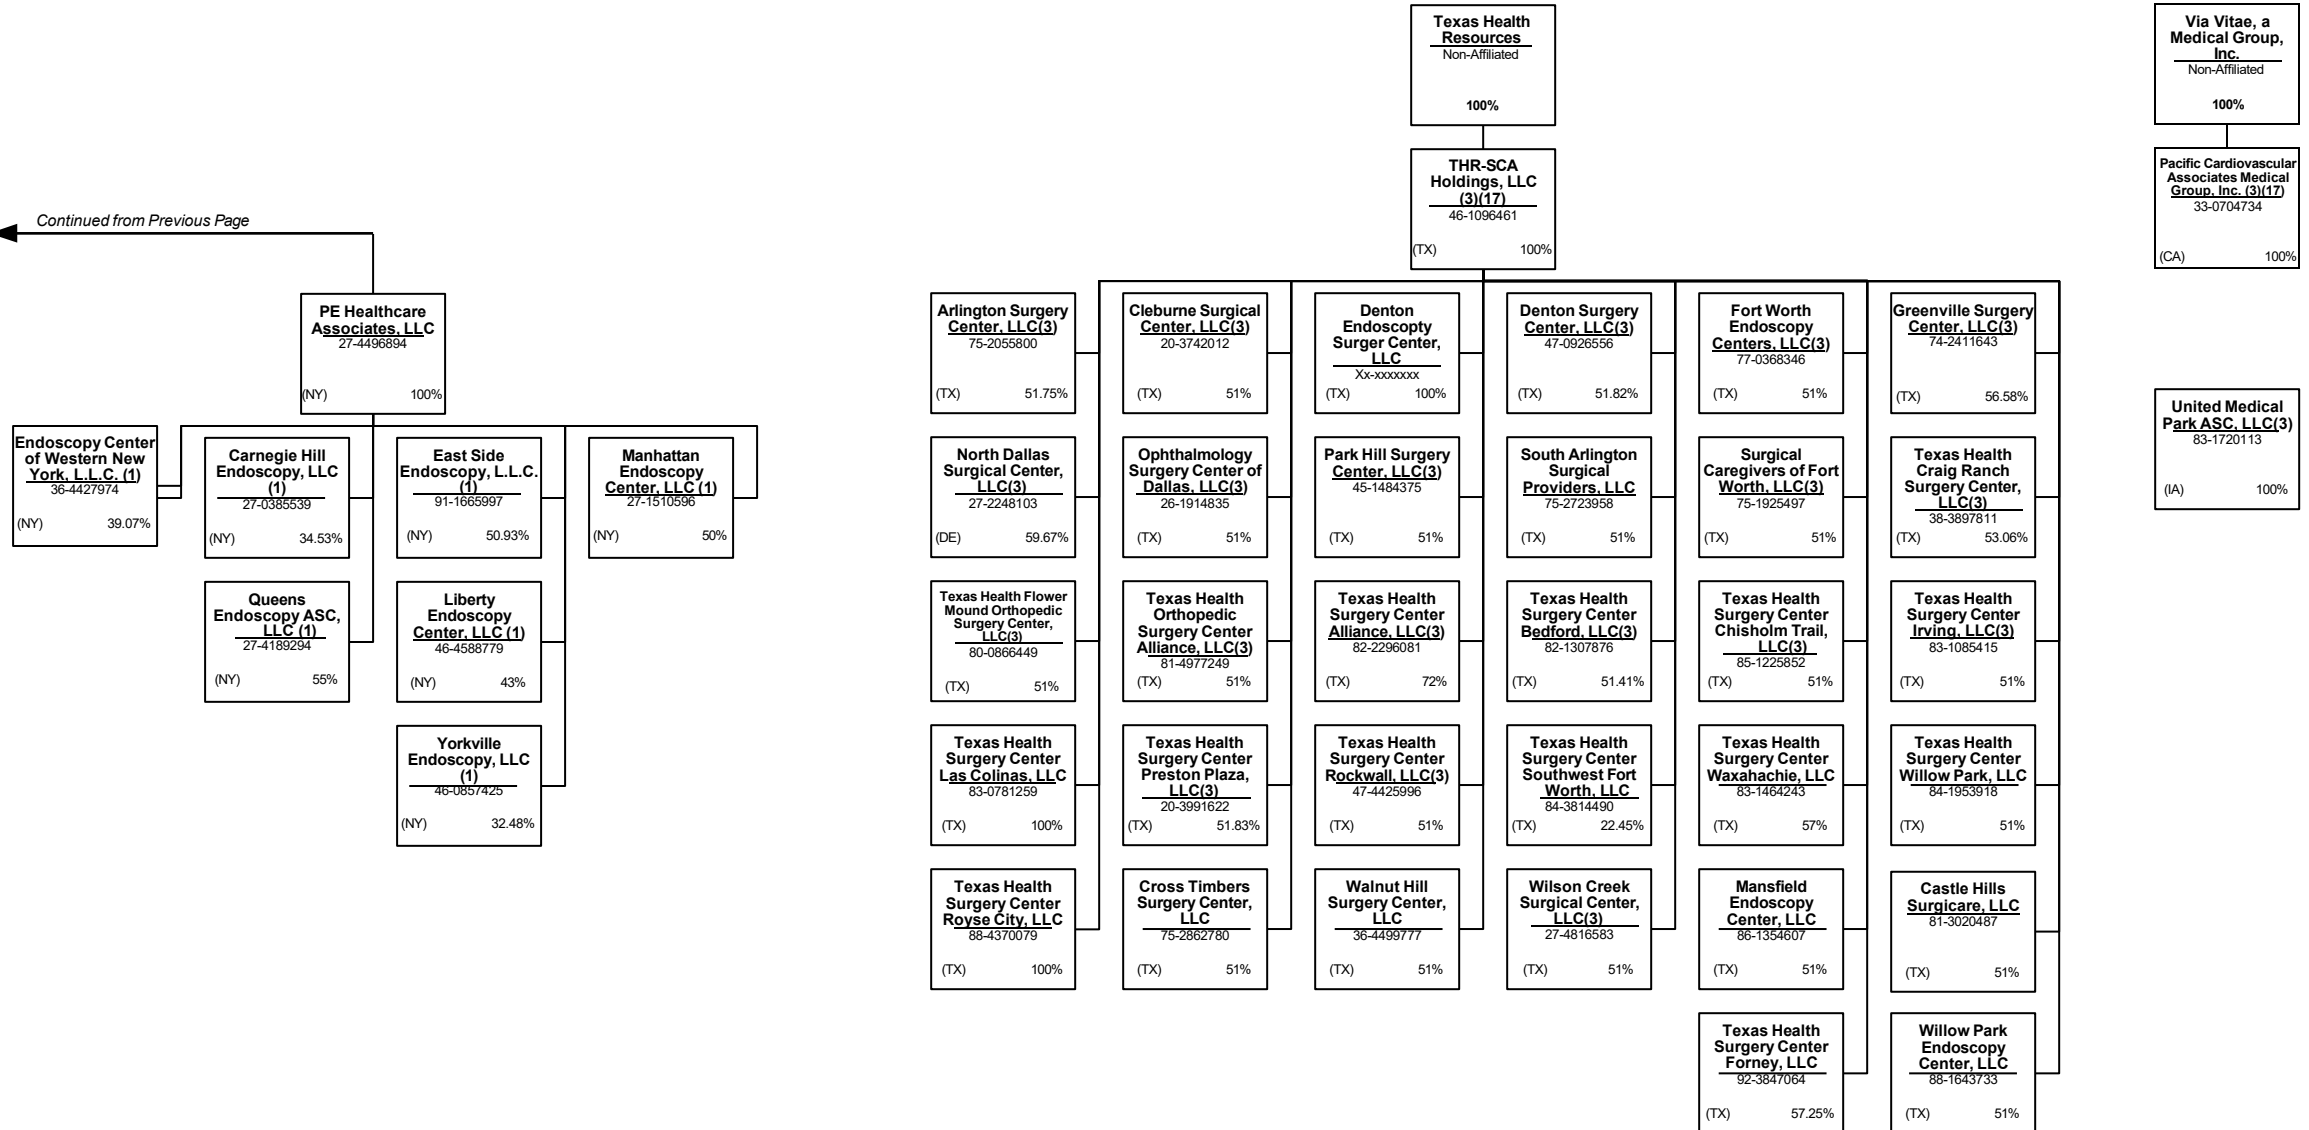 Texas Health
Resources
Non-Affiliated
100%
Via Vitae, a
Medical Group,
Inc.
Non-Affiliated
100%
THR-SCA
Holdings, LLC
(3)(17)
46-1096461
(TX) 100%
Pacific Cardiovascular
Associates Medical
Group, Inc. (3)(17)
33-0704734
(CA) 100%
Continued from Previous Page
PE Healthcare
Associates, LLC
27-4496894
(NY) 100%
Endoscopy Center
of Western New
York, L.L.C. (1)
36-4427974
(NY) 39.07%
Carnegie Hill
Endoscopy, LLC
(1)
27-0385539
(NY) 34.53%
East Side
Endoscopy, L.L.C.
(1)
91-1665997
(NY) 50.93%
Manhattan
Endoscopy
Center, LLC (1)
27-1510596
(NY) 50%
Queens
Endoscopy ASC,
LLC (1)
27-4189294
(NY) 55%
Liberty
Endoscopy
Center, LLC (1)
46-4588779
(NY) 43%
Yorkville
Endoscopy, LLC
(1)
46-0857425
(NY) 32.48%
Arlington Surgery
Center, LLC(3)
75-2055800
(TX) 51.75%
Cleburne Surgical
Center, LLC(3)
20-3742012
(TX) 51%
Denton
Endoscopty
Surger Center,
LLC
Xx-xxxxxxx
(TX) 100%
Denton Surgery
Center, LLC(3)
47-0926556
(TX) 51.82%
Fort Worth
Endoscopy
Centers, LLC(3)
77-0368346
(TX) 51%
Greenville Surgery
Center, LLC(3)
74-2411643
(TX) 56.58%
United Medical
Park ASC, LLC(3)
83-1720113
(IA) 100%
North Dallas
Surgical Center,
LLC(3)
27-2248103
(DE) 59.67%
Ophthalmology
Surgery Center of
Dallas, LLC(3)
26-1914835
(TX) 51%
Park Hill Surgery
Center, LLC(3)
45-1484375
(TX) 51%
South Arlington
Surgical
Providers, LLC
75-2723958
(TX) 51%
Surgical
Caregivers of Fort
Worth, LLC(3)
75-1925497
(TX) 51%
Texas Health
Craig Ranch
Surgery Center,
LLC(3)
38-3897811
(TX) 53.06%
Texas Health Flower
Mound Orthopedic
Surgery Center,
LLC(3)
80-0866449
(TX) 51%
Texas Health
Orthopedic
Surgery Center
Alliance, LLC(3)
81-4977249
(TX) 51%
Texas Health
Surgery Center
Alliance, LLC(3)
82-2296081
(TX) 72%
Texas Health
Surgery Center
Bedford, LLC(3)
82-1307876
(TX) 51.41%
Texas Health
Surgery Center
Chisholm Trail,
LLC(3)
85-1225852
(TX) 51%
Texas Health
Surgery Center
Irving, LLC(3)
83-1085415
(TX) 51%
Texas Health
Surgery Center
Las Colinas, LLC
83-0781259
(TX) 100%
Texas Health
Surgery Center
Preston Plaza,
LLC(3)
20-3991622
(TX) 51.83%
Texas Health
Surgery Center
Rockwall, LLC(3)
47-4425996
(TX) 51%
Texas Health
Surgery Center
Southwest Fort
Worth, LLC
84-3814490
(TX) 22.45%
Texas Health
Surgery Center
Waxahachie, LLC
83-1464243
(TX) 57%
Texas Health
Surgery Center
Willow Park, LLC
84-1953918
(TX) 51%
Texas Health
Surgery Center
Royse City, LLC
88-4370079
(TX) 100%
Cross Timbers
Surgery Center,
LLC
75-2862780
(TX) 51%
Walnut Hill
Surgery Center,
LLC
36-4499777
(TX) 51%
Wilson Creek
Surgical Center,
LLC(3)
27-4816583
(TX) 51%
Mansfield
Endoscopy
Center, LLC
86-1354607
(TX) 51%
Castle Hills
Surgicare, LLC
81-3020487
(TX) 51%
Texas Health
Surgery Center
Forney, LLC
92-3847064
(TX) 57.25%
Willow Park
Endoscopy
Center, LLC
88-1643733
(TX) 51%